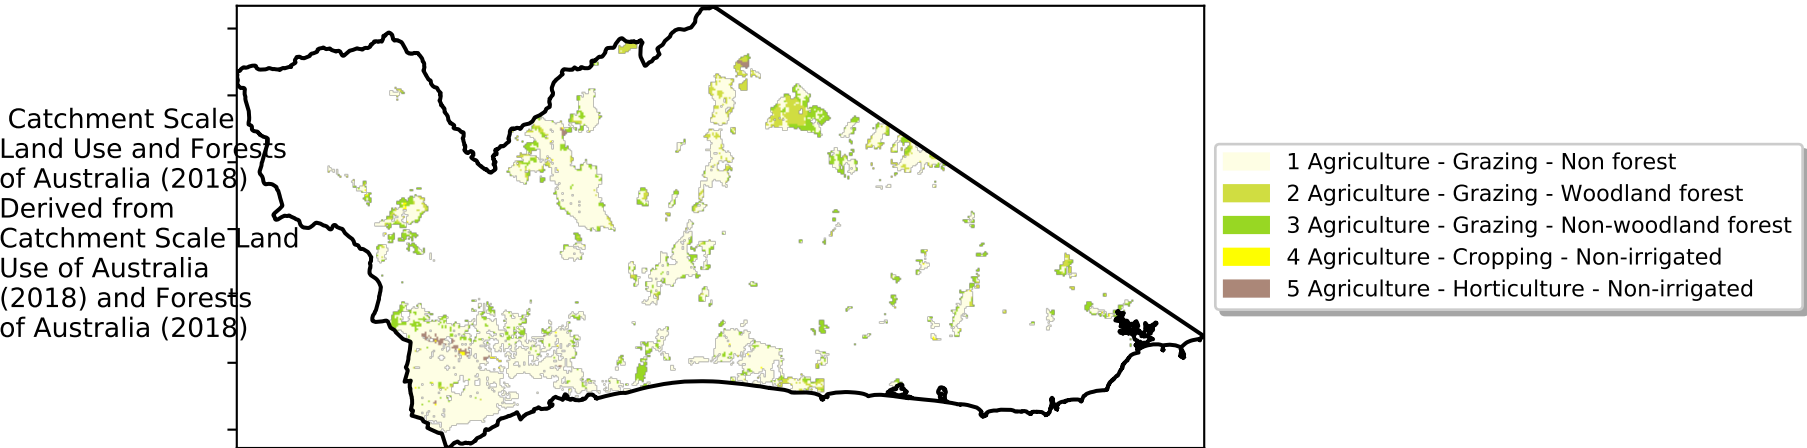 Catchment Scale
Land Use and Forests
of Australia (2018)
Derived from
Catchment Scale Land
Use of Australia
(2018) and Forests
of Australia (2018)
1 Agriculture - Grazing - Non forest
2 Agriculture - Grazing - Woodland forest
3 Agriculture - Grazing - Non-woodland forest
4 Agriculture - Cropping - Non-irrigated
5 Agriculture - Horticulture - Non-irrigated